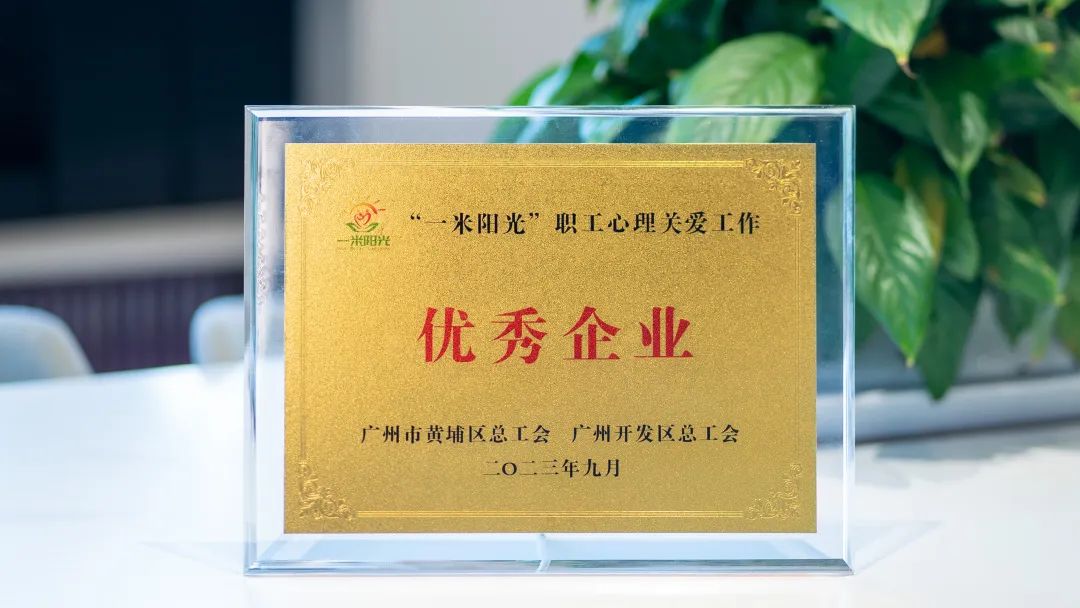 一米阳光
“一米阳光”职工心理关爱工作
优秀企业
广州市黄埔区总工会 广州开发区总工会
二〇二三年九月